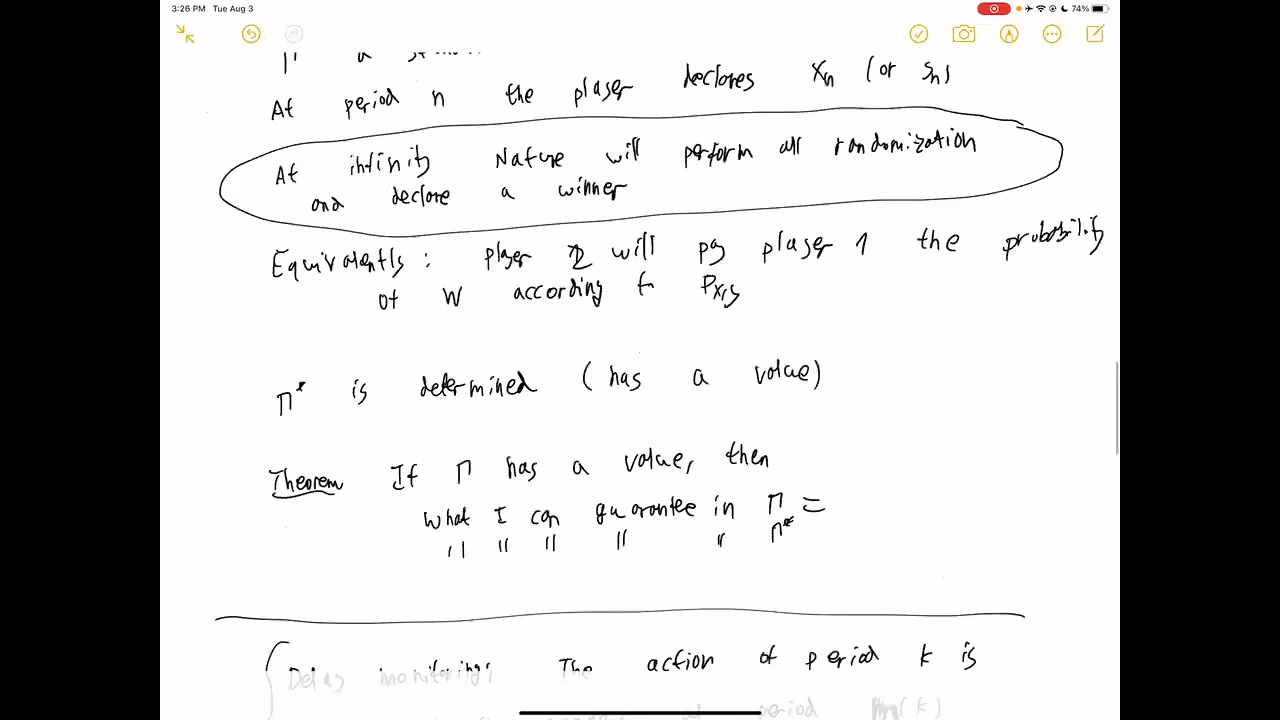 3:26 PM Tue Aug 3
74%
At period n the player declares xn (or sn)
At infinity Nature will perform all randomization
and declare a winner
Equivalently: player 2 will pay player 1 the probability
of W according to Px,y
Γ* is determined (has a value)
Theorem If Γ has a value, then
What I can guarantee in Γ =
" " " " " Γ*
Delay monitoring: The action of period k is
period m(k)